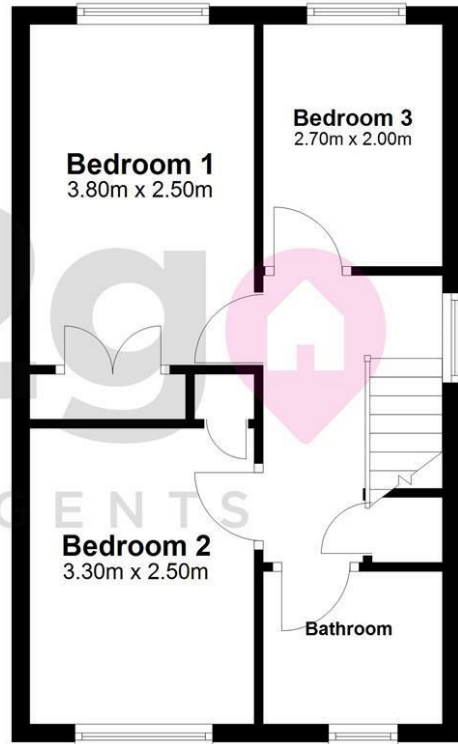 Bedroom 1
3.80m x 2.50m
Bedroom 3
2.70m x 2.00m
2g
GENTS
Bedroom 2
3.30m x 2.50m
Bathroom